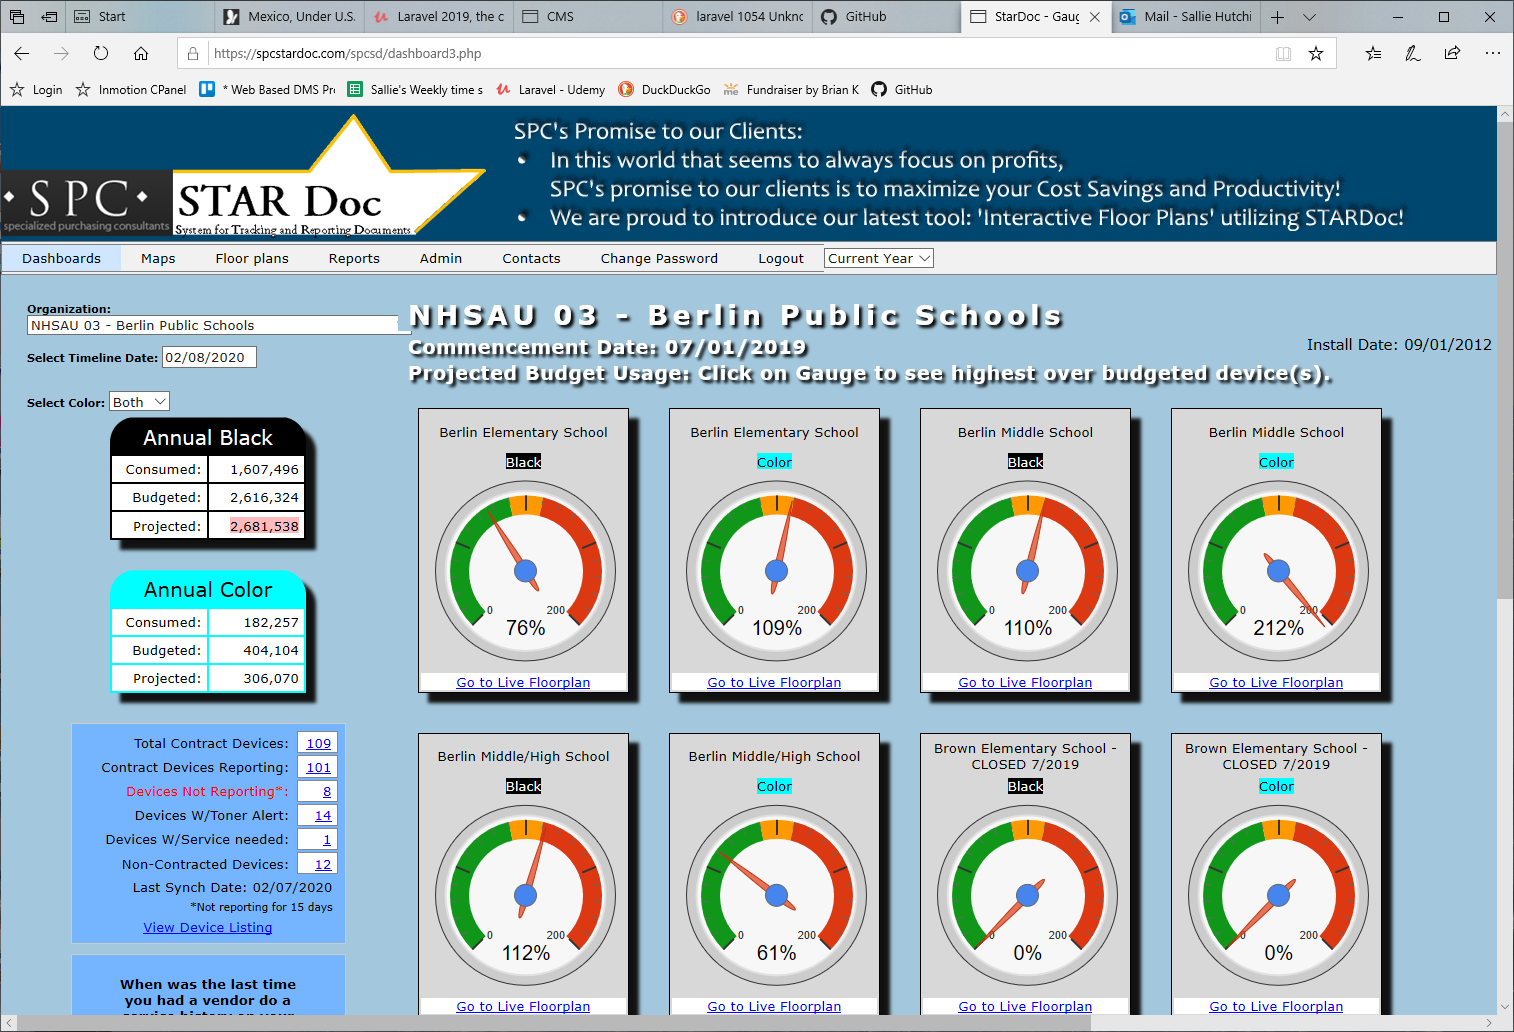 Start
Mexico, Under U.S.
Laravel 2019, the c
CMS
laravel 1054 Unkno
GitHub
StarDoc - Gaug
Mail - Sallie Hutchi
https://spcstardoc.com/spcsd/dashboard3.php
Login
Inmotion CPanel
* Web Based DMS Pr
Sallie's Weekly time s
Laravel - Udemy
DuckDuckGo
me
Fundraiser by Brian K
GitHub
SPC
specialized purchasing consultants
STAR Doc
System for Tracking and Reporting Documents
SPC's Promise to our Clients:
• In this world that seems to always focus on profits,
SPC's promise to our clients is to maximize your Cost Savings and Productivity!
• We are proud to introduce our latest tool: 'Interactive Floor Plans' utilizing STARDoc!
Dashboards
Maps
Floor plans
Reports
Admin
Contacts
Change Password
Logout
Current Year
Organization:
NHSAU 03 - Berlin Public Schools
Select Timeline Date: 02/08/2020
Select Color: Both
Annual Black
Consumed: 1,607,496
Budgeted: 2,616,324
Projected: 2,681,538
Annual Color
Consumed: 182,257
Budgeted: 404,104
Projected: 306,070
Total Contract Devices: 109
Contract Devices Reporting: 101
Devices Not Reporting*: 8
Devices W/Toner Alert: 14
Devices W/Service needed: 1
Non-Contracted Devices: 12
Last Synch Date: 02/07/2020
*Not reporting for 15 days
View Device Listing
When was the last time
you had a vendor do a
service history on your
NHSAU 03 - Berlin Public Schools
Commencement Date: 07/01/2019
Install Date: 09/01/2012
Projected Budget Usage: Click on Gauge to see highest over budgeted device(s).
Berlin Elementary School
Black
0
200
76%
Go to Live Floorplan
Berlin Elementary School
Color
0
200
109%
Go to Live Floorplan
Berlin Middle School
Black
0
200
110%
Go to Live Floorplan
Berlin Middle School
Color
0
200
212%
Go to Live Floorplan
Berlin Middle/High School
Black
0
200
112%
Go to Live Floorplan
Berlin Middle/High School
Color
0
200
61%
Go to Live Floorplan
Brown Elementary School -
CLOSED 7/2019
Black
0
200
0%
Go to Live Floorplan
Brown Elementary School -
CLOSED 7/2019
Color
0
200
0%
Go to Live Floorplan